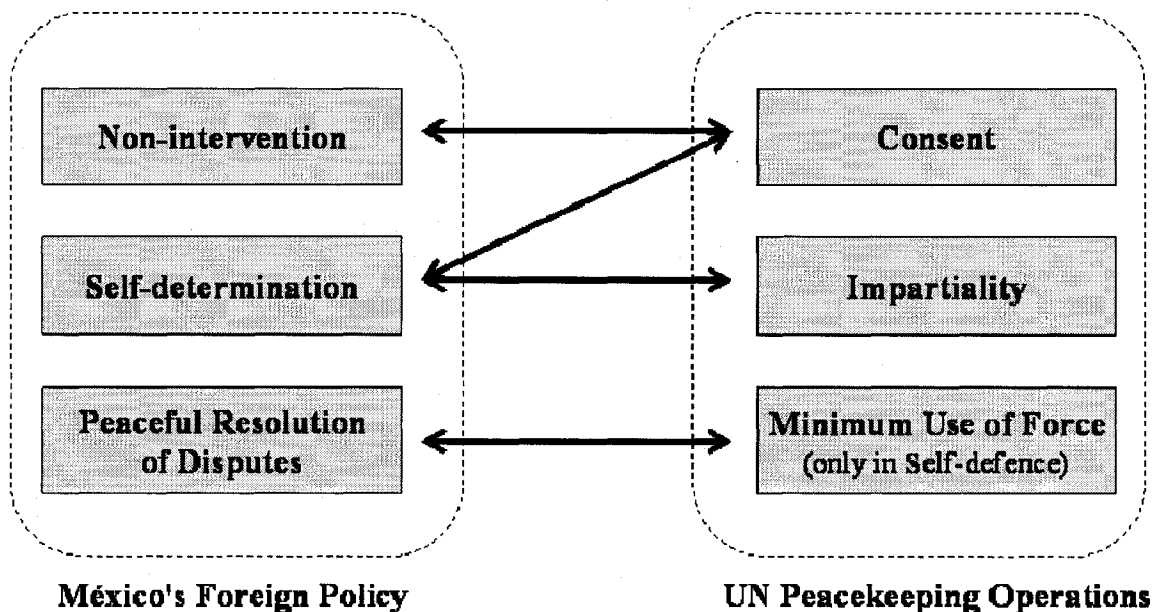 Non-intervention
Self-determination
Peaceful Resolution
of Disputes
México's Foreign Policy
Consent
Impartiality
Minimum Use of Force
(only in Self-defence)
UN Peacekeeping Operations